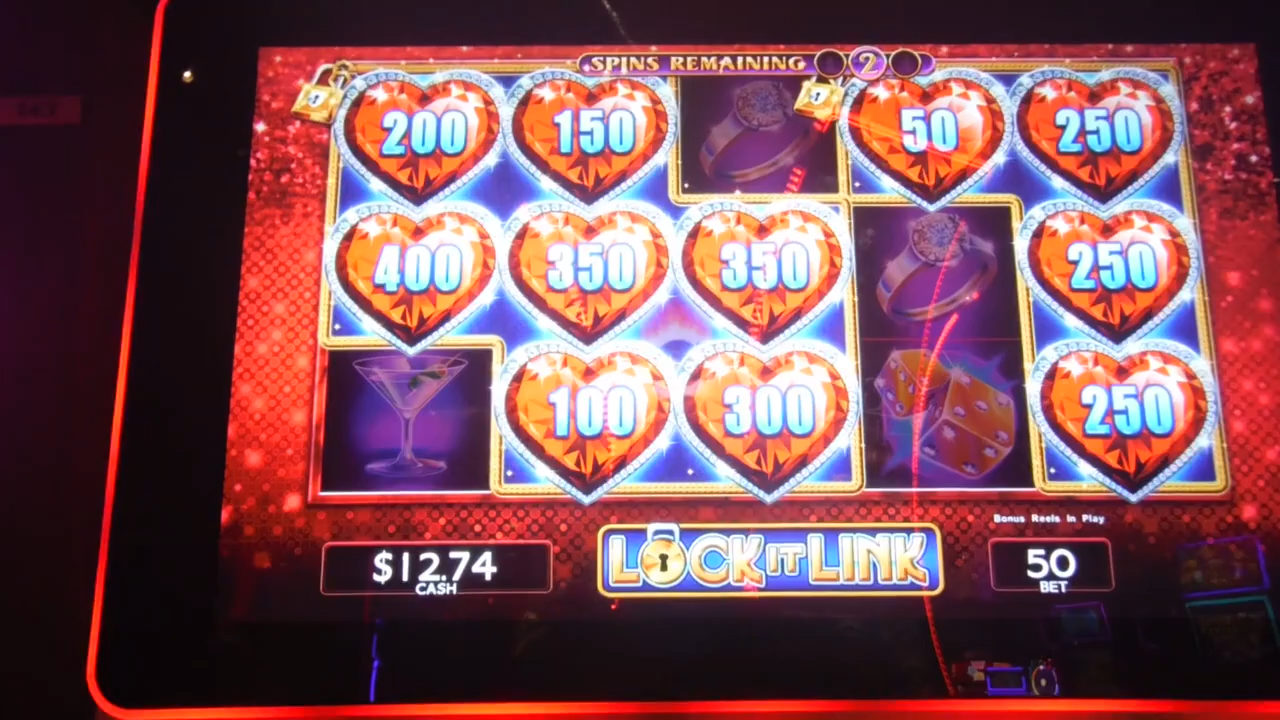 SPINS REMAINING 2
200 150 50 250
400 350 350 250
100 300 250
Bonus Reels In Play
$12.74
CASH
LOCK IT LINK
50
BET